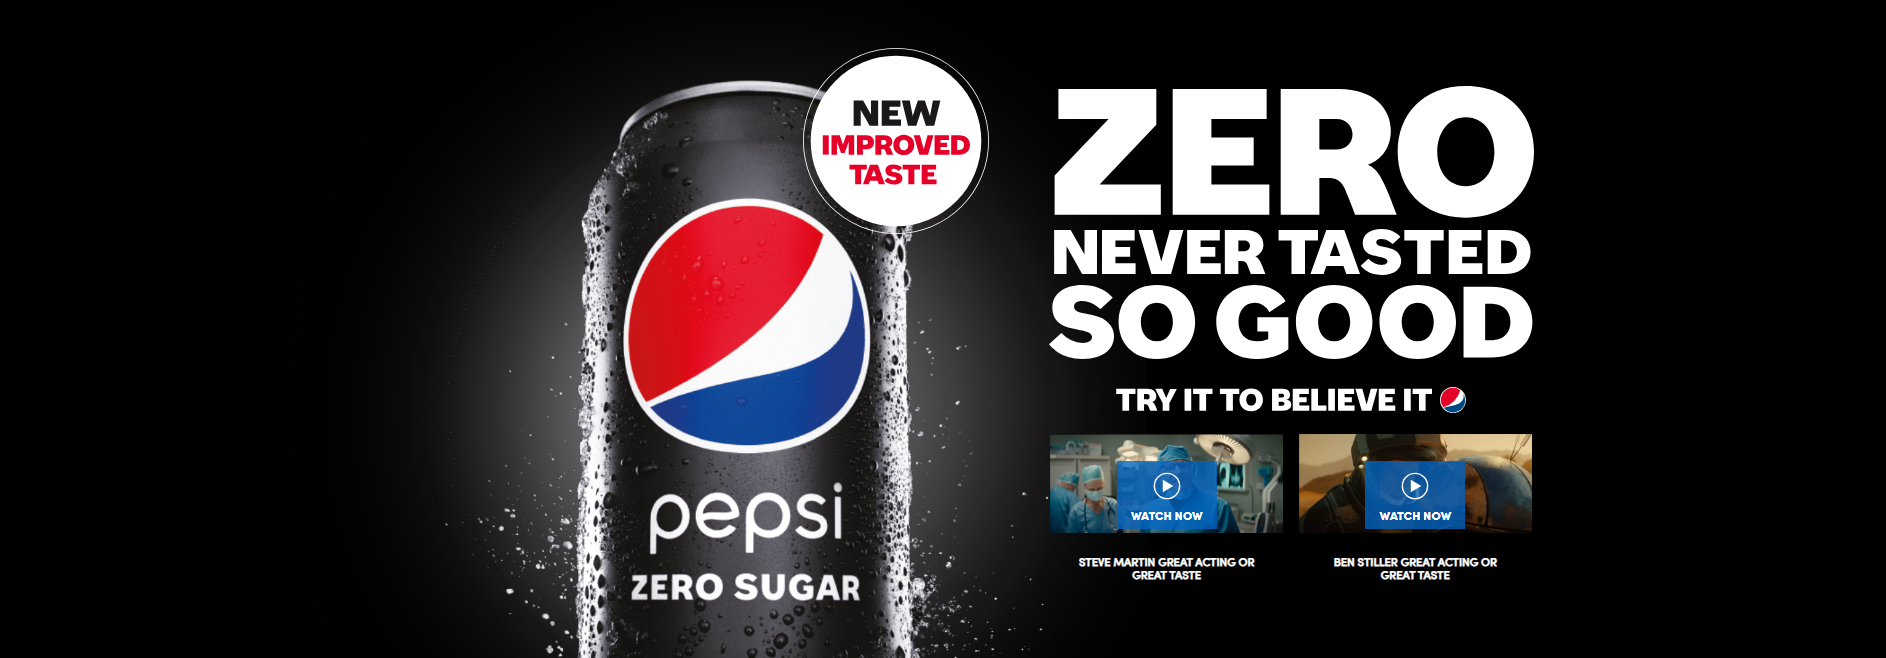 NEW
IMPROVED
TASTE
pepsi
ZERO SUGAR
ZERO
NEVER TASTED
SO GOOD
TRY IT TO BELIEVE IT
WATCH NOW
STEVE MARTIN GREAT ACTING OR
GREAT TASTE
WATCH NOW
BEN STILLER GREAT ACTING OR
GREAT TASTE